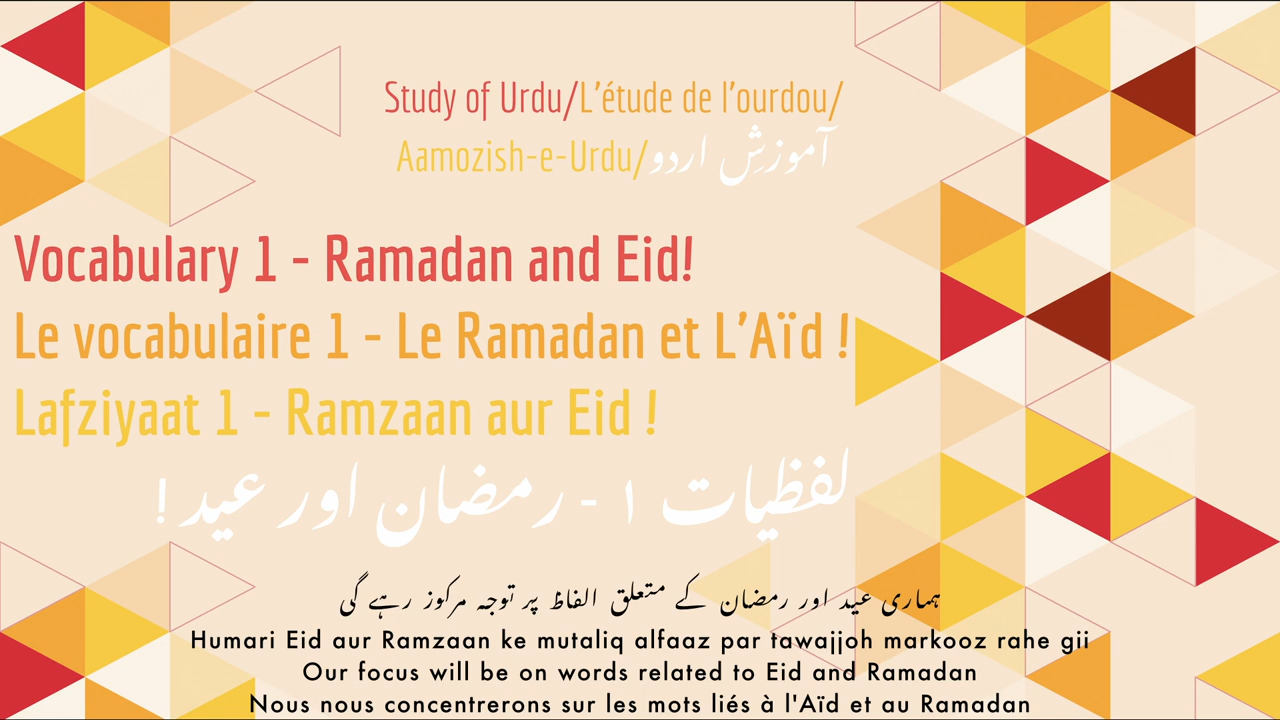 Study of Urdu/L'étude de l'ourdou/
Aamozish-e-Urdu/آموزشِ اردو
Vocabulary 1 - Ramadan and Eid!
Le vocabulaire 1 - Le Ramadan et L'Aïd !
Lafziyaat 1 - Ramzaan aur Eid !
لفظیات ۱ - رمضان اور عید !
ہماری عید اور رمضان کے متعلق الفاظ پر توجہ مرکوز رہے گی
Humari Eid aur Ramzaan ke mutaliq alfaaz par tawajjoh markooz rahe gii
Our focus will be on words related to Eid and Ramadan
Nous nous concentrerons sur les mots liés à l'Aïd et au Ramadan